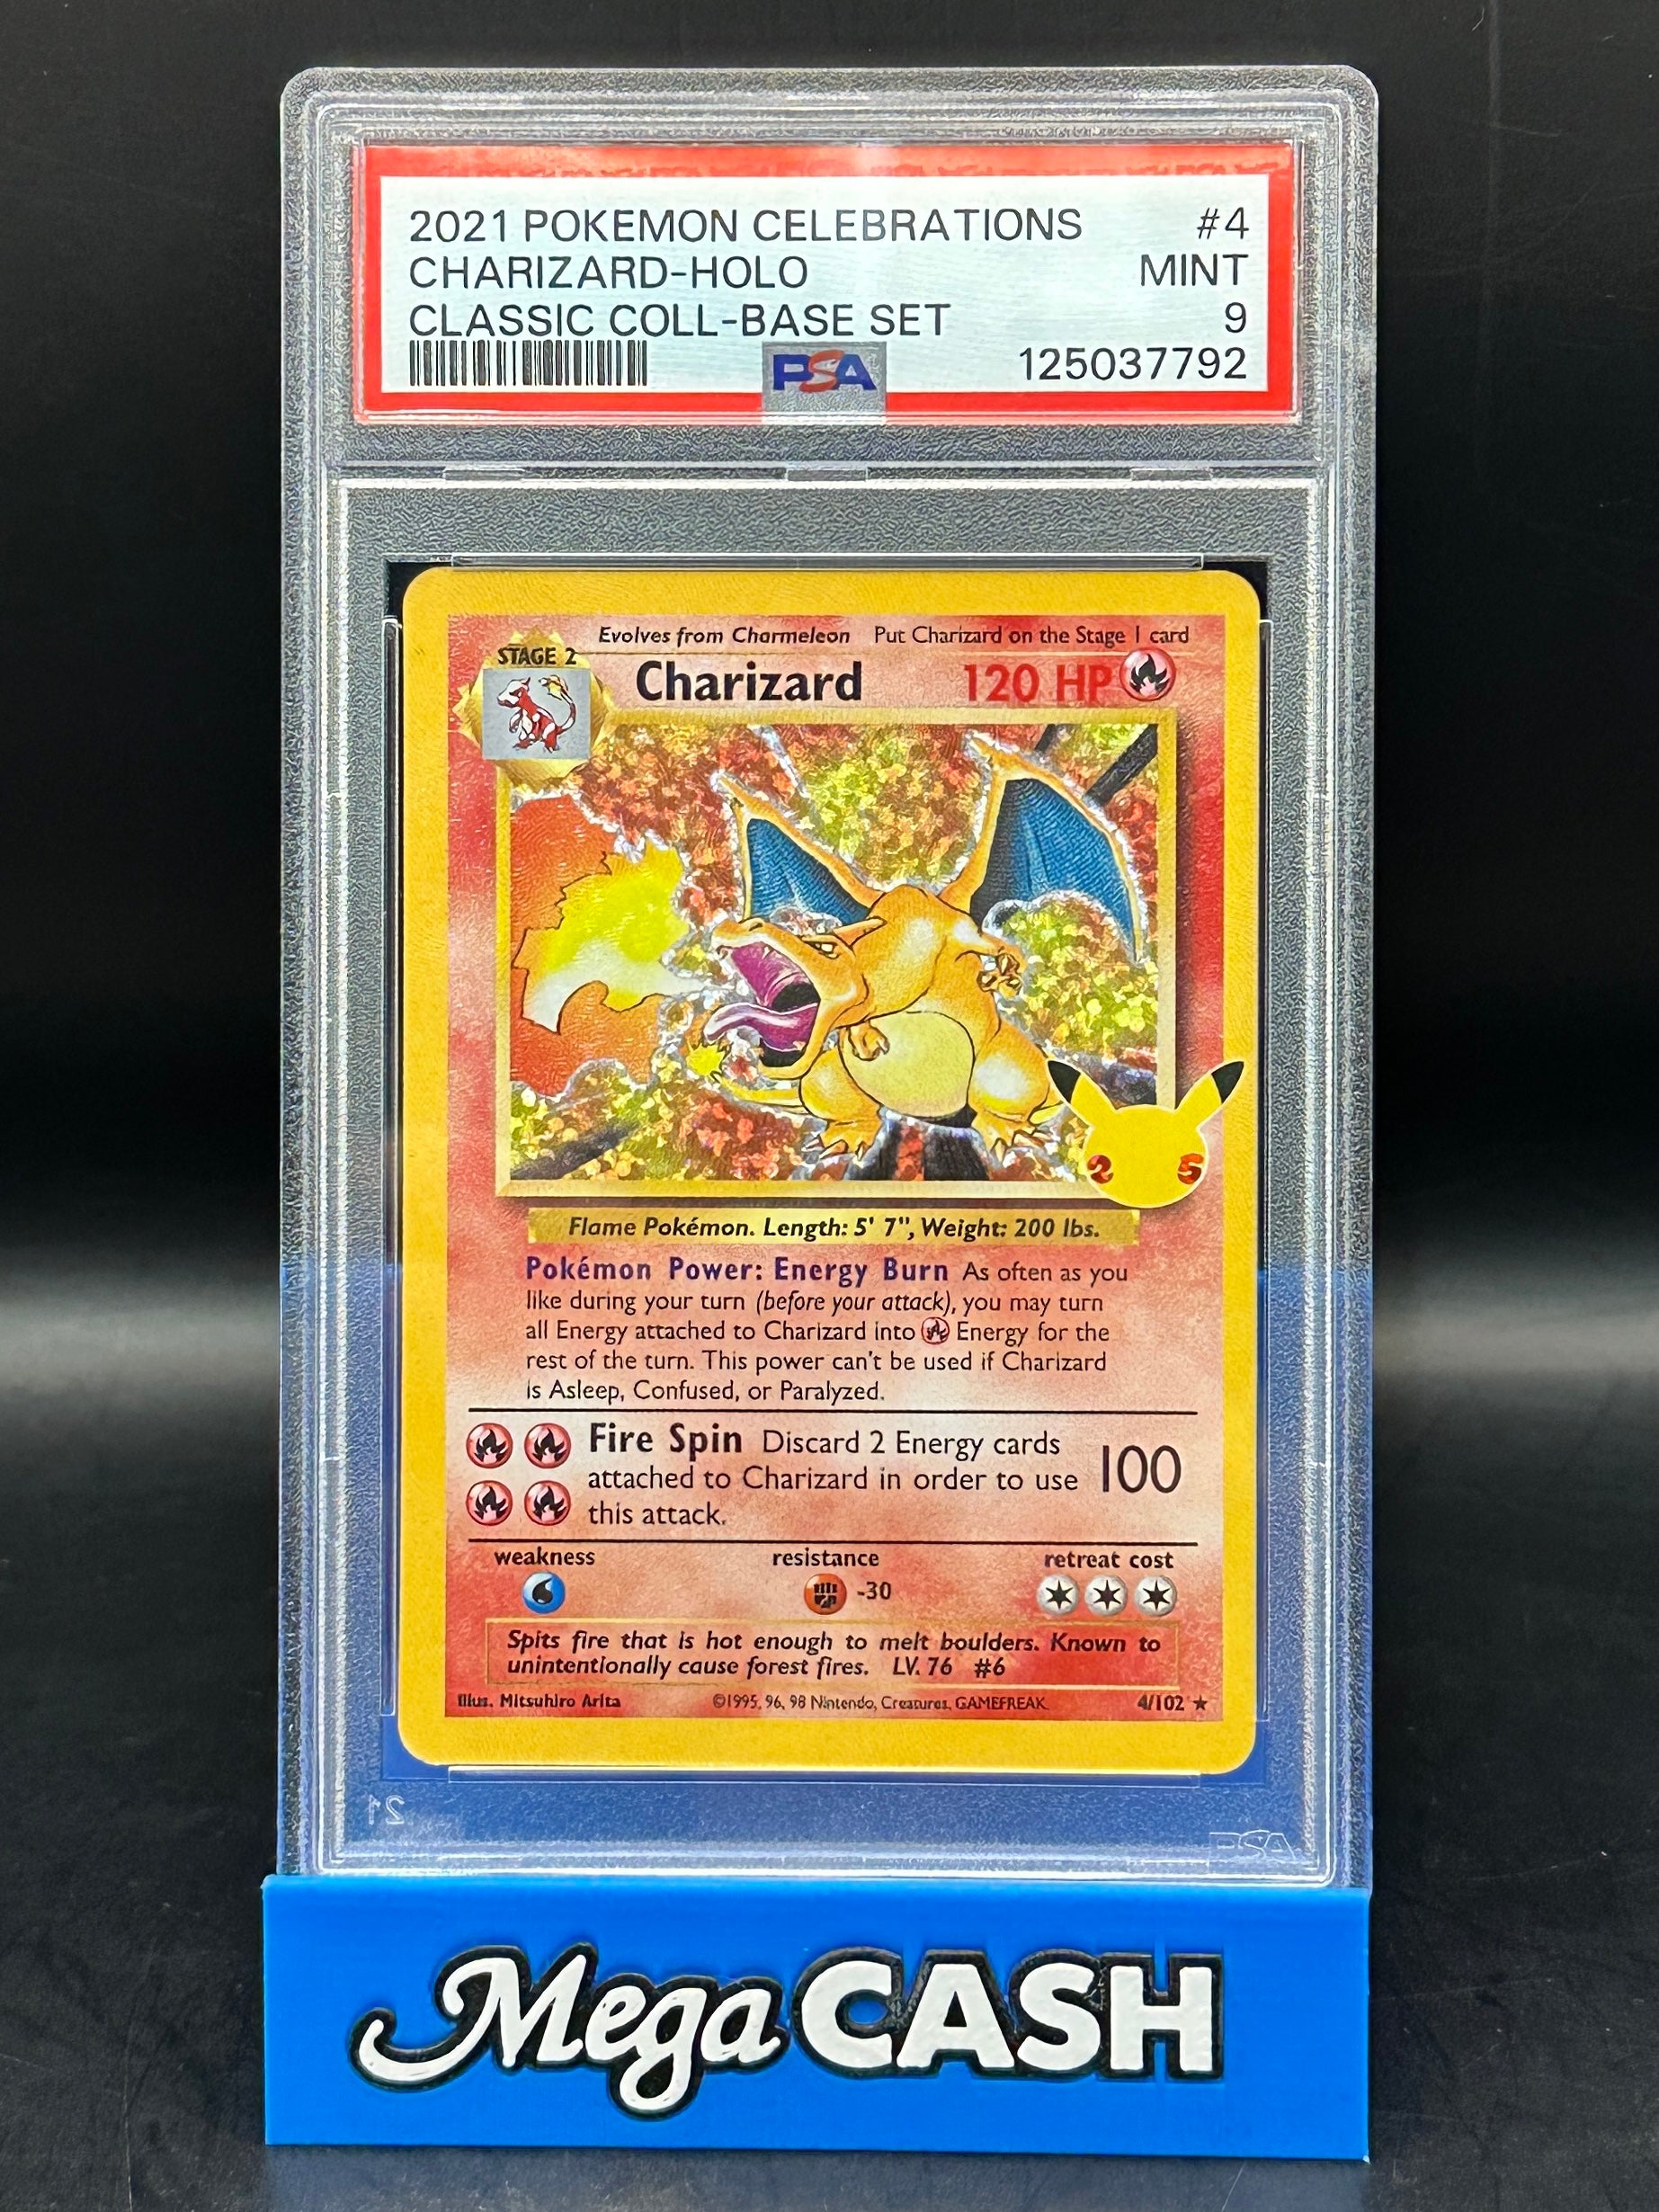 2021 POKEMON CELEBRATIONS #4
CHARIZARD-HOLO MINT
CLASSIC COLL-BASE SET 9
PSA 125037792
Evolves from Charmeleon Put Charizard on the Stage 1 card
STAGE 2
Charizard 120 HP
2 5
Flame Pokémon. Length: 5' 7", Weight: 200 lbs.
Pokémon Power: Energy Burn As often as you
like during your turn (before your attack), you may turn
all Energy attached to Charizard into Energy for the
rest of the turn. This power can't be used if Charizard
is Asleep, Confused, or Paralyzed.
Fire Spin Discard 2 Energy cards
attached to Charizard in order to use 100
this attack.
weakness resistance retreat cost
-30
Spits fire that is hot enough to melt boulders. Known to
unintentionally cause forest fires. LV. 76 #6
Illus. Mitsuhiro Arita ©1995, 96, 98 Nintendo, Creatures, GAMEFREAK 4/102 ★
21 PSA
Mega CASH